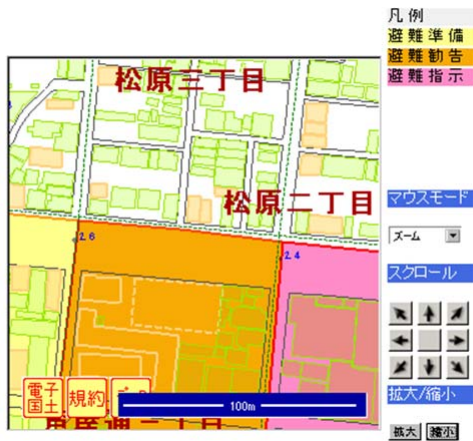 凡例
避難準備
避難勧告
避難指示
松原三丁目
松原二丁目
2.6
2.4
マウスモード
ズーム
スクロール
電子国土
規約
100m
拡大/縮小
拡大
縮小